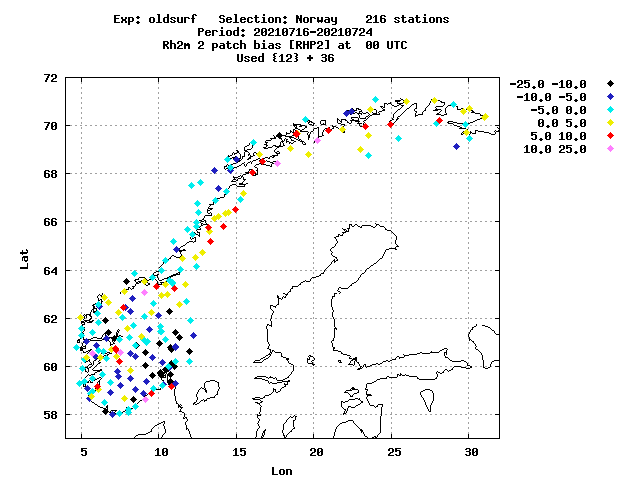 Exp: oldsurf   Selection: Norway    216 stations
Period: 20210716-20210724
Rh2m 2 patch bias [RHP2] at  00 UTC
Used {12} + 36
72
70
68
66
64
62
60
58
Lat
5 10 15 20 25 30
Lon
-25.0 -10.0
-10.0 -5.0
-5.0 0.0
0.0 5.0
5.0 10.0
10.0 25.0